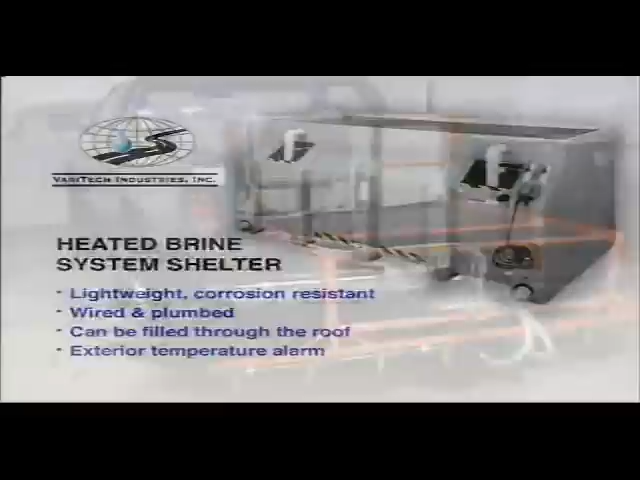 VARITECH INDUSTRIES, INC.
HEATED BRINE
SYSTEM SHELTER
· Lightweight, corrosion resistant
· Wired & plumbed
· Can be filled through the roof
· Exterior temperature alarm